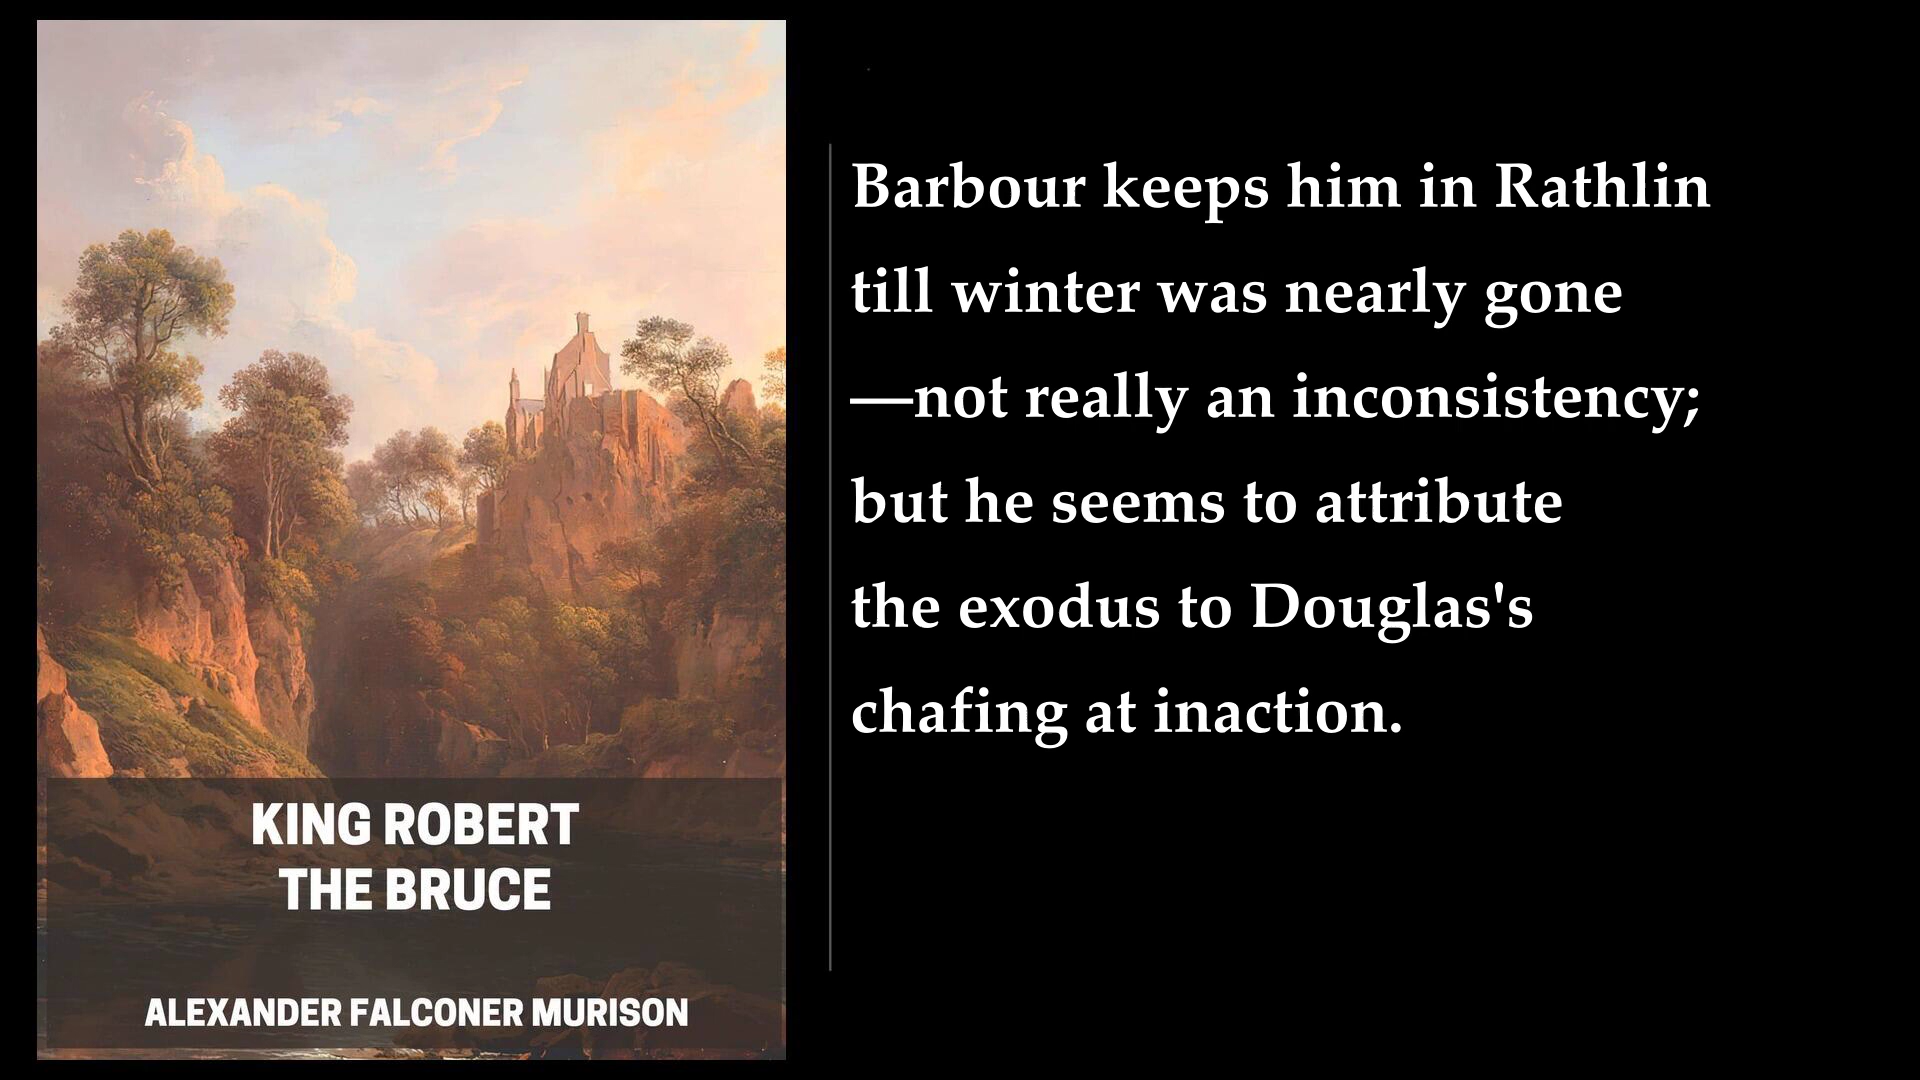 KING ROBERT
THE BRUCE
ALEXANDER FALCONER MURISON
Barbour keeps him in Rathlin
till winter was nearly gone
—not really an inconsistency;
but he seems to attribute
the exodus to Douglas's
chafing at inaction.